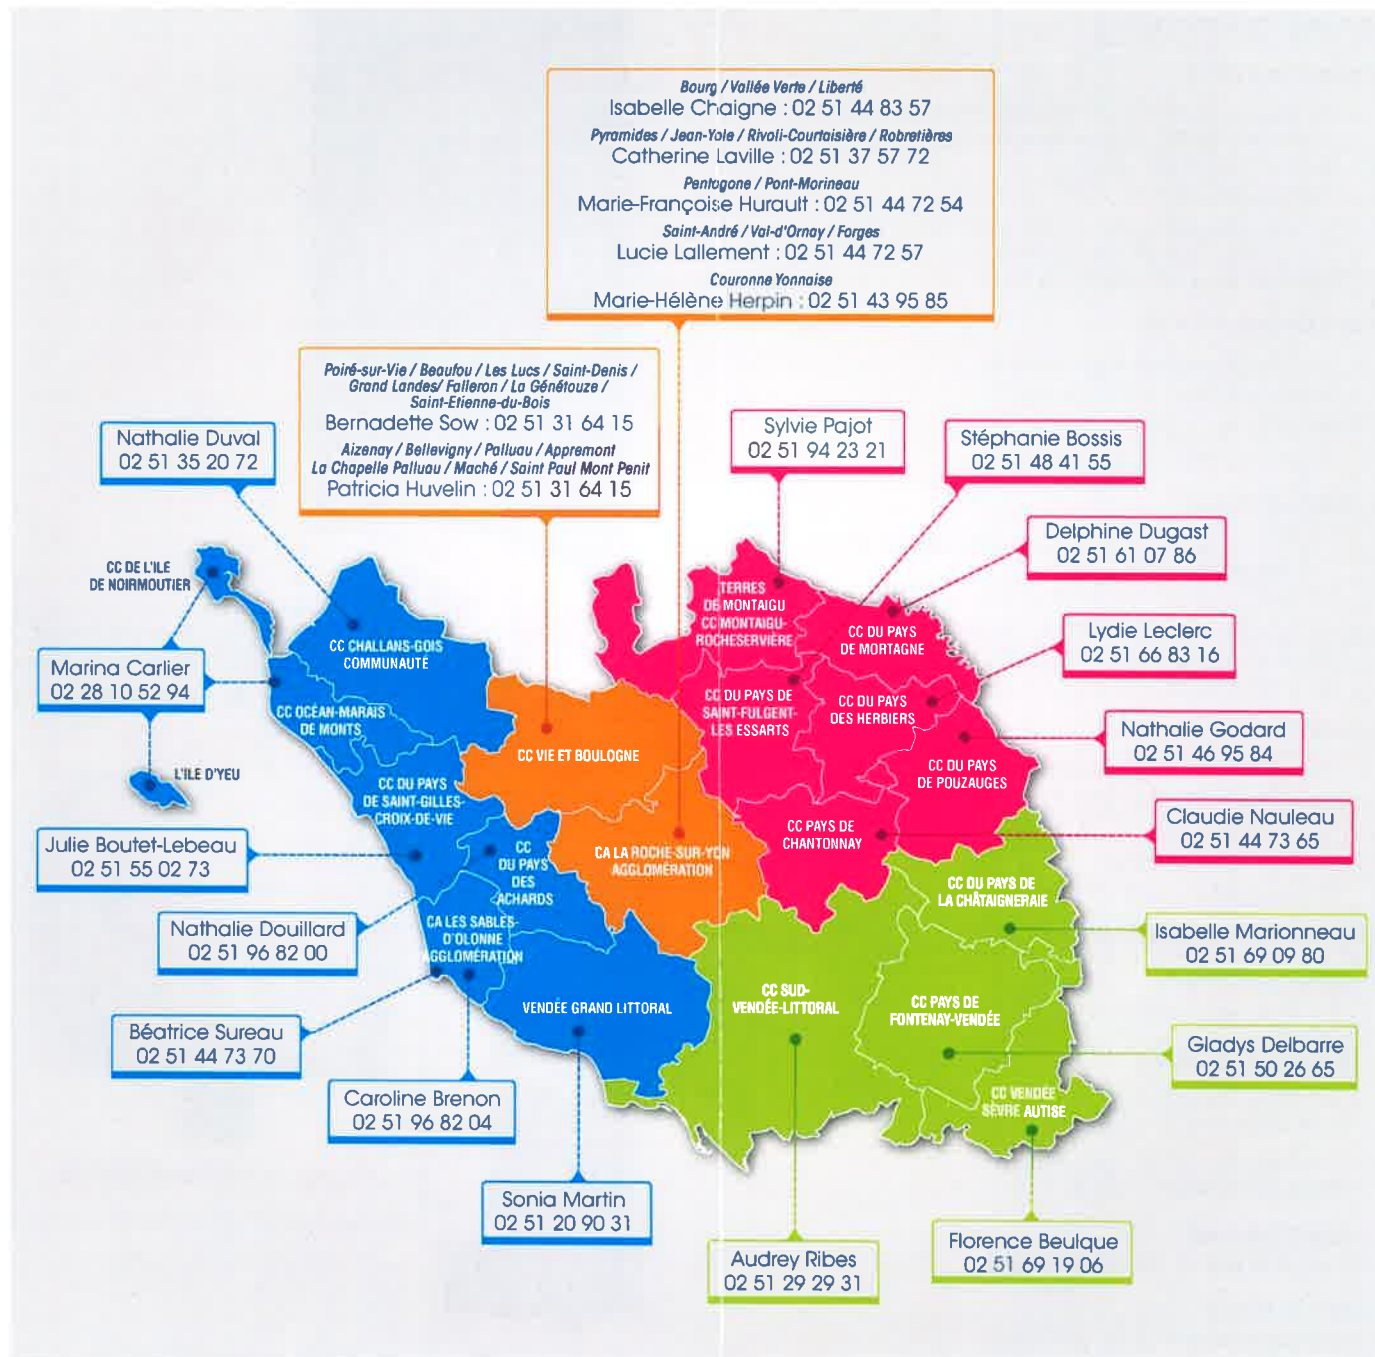 Bourg / Vallée Verte / Liberté
Isabelle Chaigne : 02 51 44 83 57
Pyramides / Jean-Yole / Rivoli-Courtaisière / Robretières
Catherine Laville : 02 51 37 57 72
Pentagone / Pont-Morineau
Marie-Françoise Hurault : 02 51 44 72 54
Saint-André / Val-d'Ornay / Forges
Lucie Lallement : 02 51 44 72 57
Couronne Yonnaise
Marie-Hélène Herpin : 02 51 43 95 85
Poiré-sur-Vie / Beaufou / Les Lucs / Saint-Denis /
Grand Landes/ Falleron / La Génétouze /
Saint-Etienne-du-Bois
Bernadette Sow : 02 51 31 64 15
Aizenay / Bellevigny / Palluau / Appremont
La Chapelle Palluau / Maché / Saint Paul Mont Penit
Patricia Huvelin : 02 51 31 64 15
Nathalie Duval
02 51 35 20 72
Sylvie Pajot
02 51 94 23 21
Stéphanie Bossis
02 51 48 41 55
Delphine Dugast
02 51 61 07 86
CC DE L'ILE
DE NOIRMOUTIER
Marina Carlier
02 28 10 52 94
L'ILE D'YEU
CC CHALLANS-GOIS
COMMUNAUTÉ
CC OCÉAN-MARAIS
DE MONTS
CC VIE ET BOULOGNE
TERRES
DE MONTAIGU
CC MONTAIGU-
ROCHESERVIÈRE
CC DU PAYS
DE MORTAGNE
Lydie Leclerc
02 51 66 83 16
CC DU PAYS DE
SAINT-FULGENT-
LES ESSARTS
CC DU PAYS
DES HERBIERS
Nathalie Godard
02 51 46 95 84
CC DU PAYS
DE POUZAUGES
CC DU PAYS
DE SAINT-GILLES-
CROIX-DE-VIE
Claudie Nauleau
02 51 44 73 65
CC PAYS DE
CHANTONNAY
Julie Boutet-Lebeau
02 51 55 02 73
CC
DU PAYS
DES
ACHARDS
CA LA ROCHE-SUR-YON
AGGLOMÉRATION
CC DU PAYS DE
LA CHÂTAIGNERAIE
Nathalie Douillard
02 51 96 82 00
CA LES SABLES-
D'OLONNE
AGGLOMÉRATION
Isabelle Marionneau
02 51 69 09 80
VENDÉE GRAND LITTORAL
CC SUD-
VENDÉE-LITTORAL
CC PAYS DE
FONTENAY-VENDÉE
Béatrice Sureau
02 51 44 73 70
Gladys Delbarre
02 51 50 26 65
Caroline Brenon
02 51 96 82 04
CC VENDÉE
SÈVRE AUTISE
Sonia Martin
02 51 20 90 31
Audrey Ribes
02 51 29 29 31
Florence Beulque
02 51 69 19 06